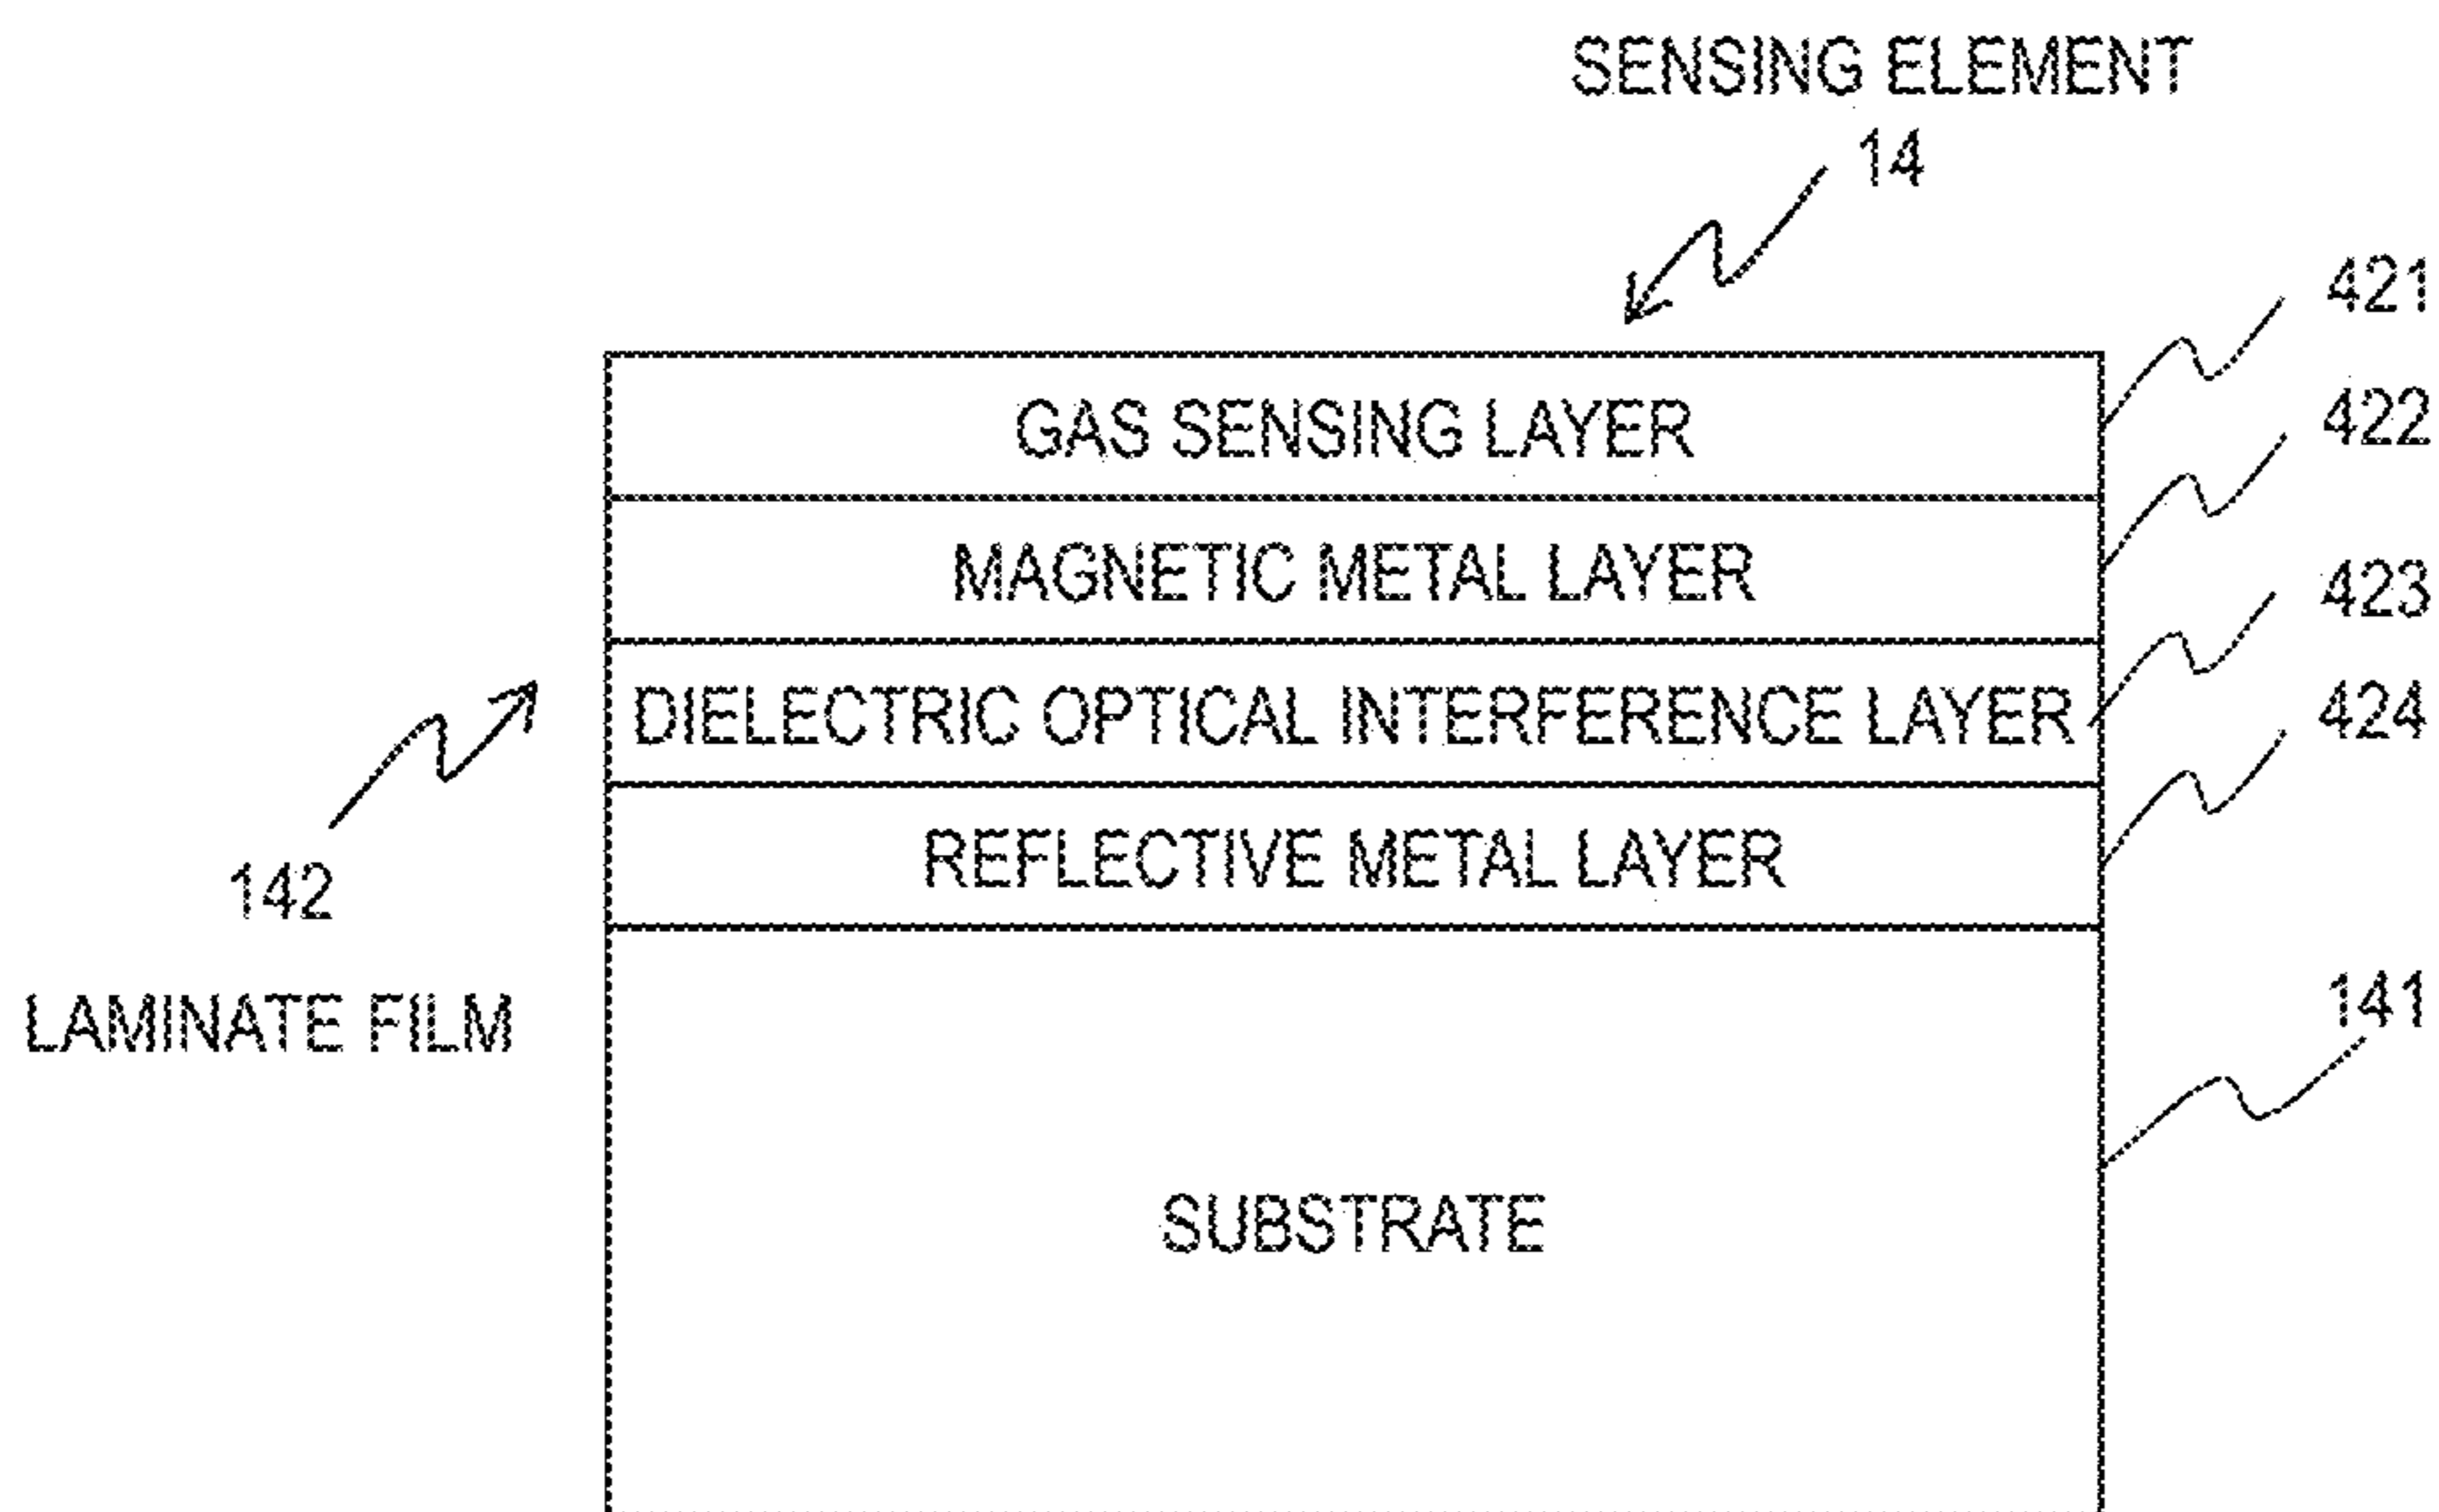 SENSING ELEMENT
14
421
GAS SENSING LAYER
422
MAGNETIC METAL LAYER
423
DIELECTRIC OPTICAL INTERFERENCE LAYER
424
REFLECTIVE METAL LAYER
142
LAMINATE FILM
141
SUBSTRATE